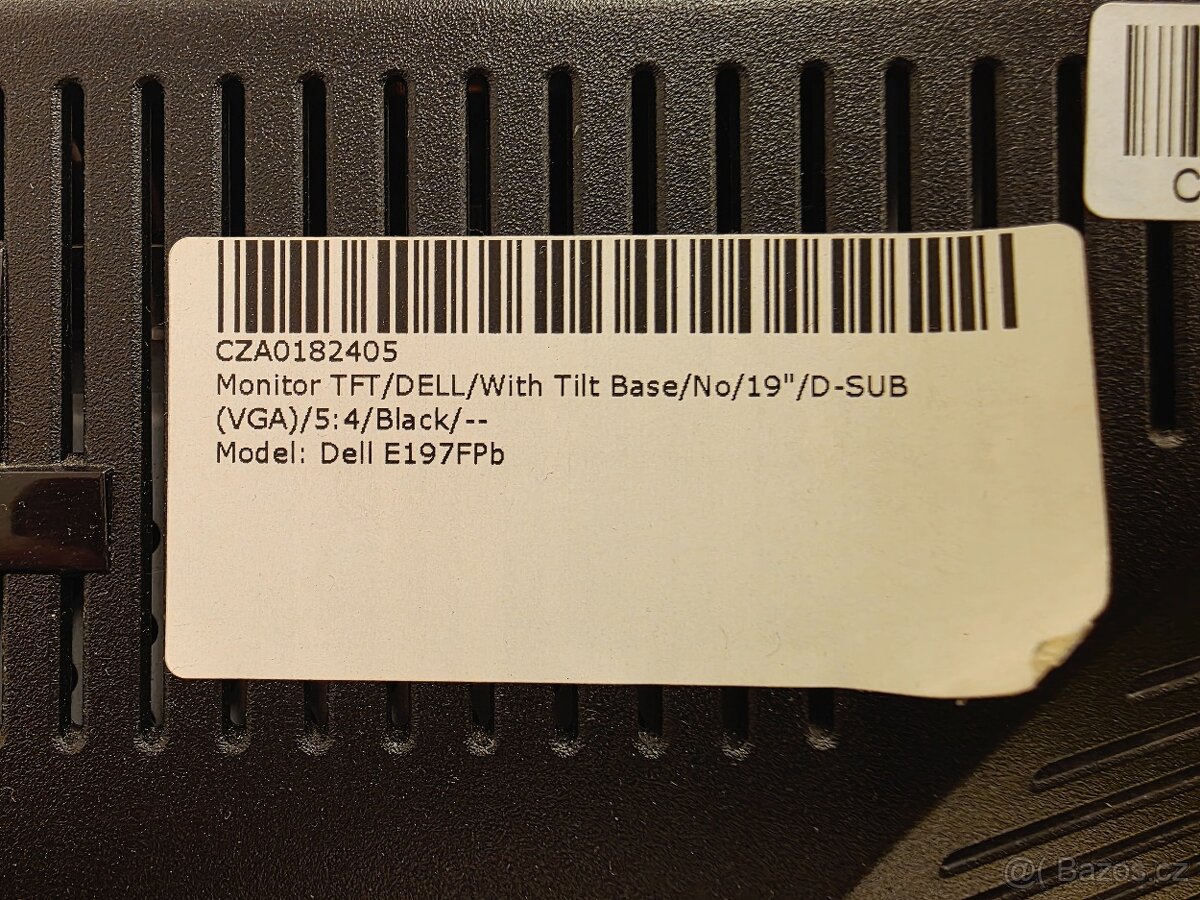 C
CZA0182405
Monitor TFT/DELL/With Tilt Base/No/19"/D-SUB
(VGA)/5:4/Black/--
Model: Dell E197FPb
@( Bazos.cz